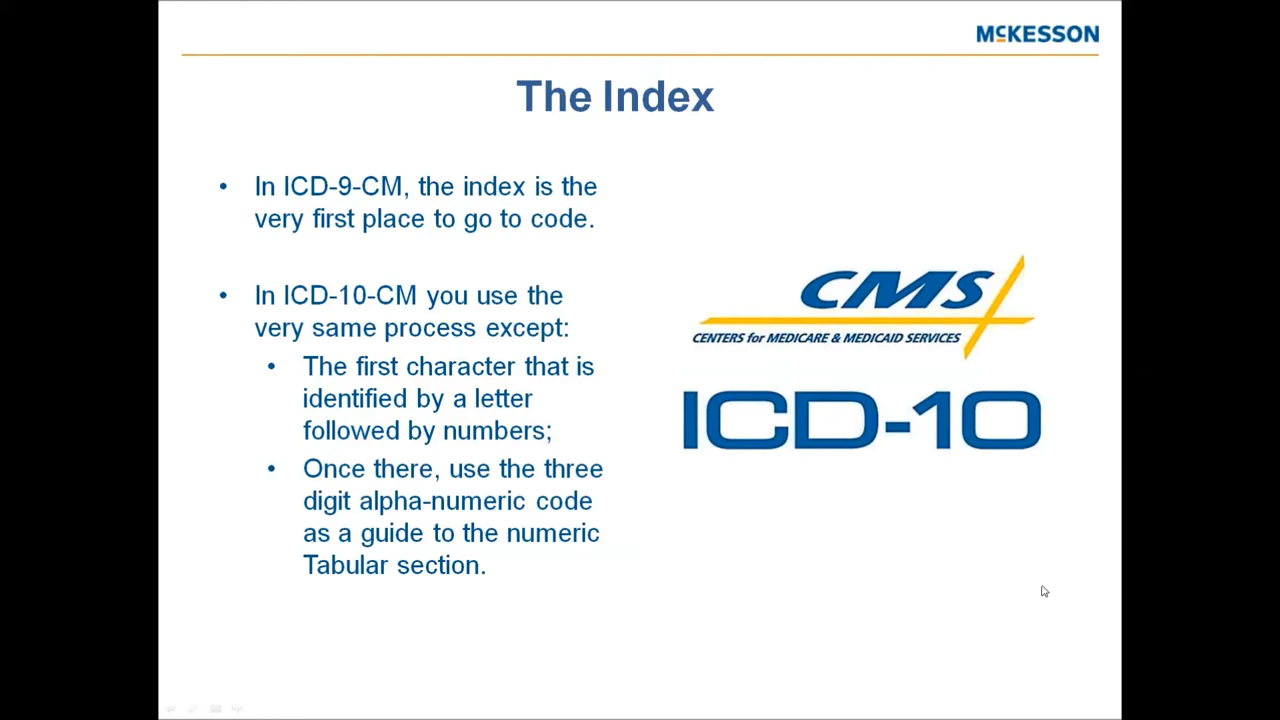 McKESSON
The Index
• In ICD-9-CM, the index is the
very first place to go to code.
• In ICD-10-CM you use the
very same process except:
• The first character that is
identified by a letter
followed by numbers;
• Once there, use the three
digit alpha-numeric code
as a guide to the numeric
Tabular section.
CMS
CENTERS for MEDICARE & MEDICAID SERVICES
ICD-10